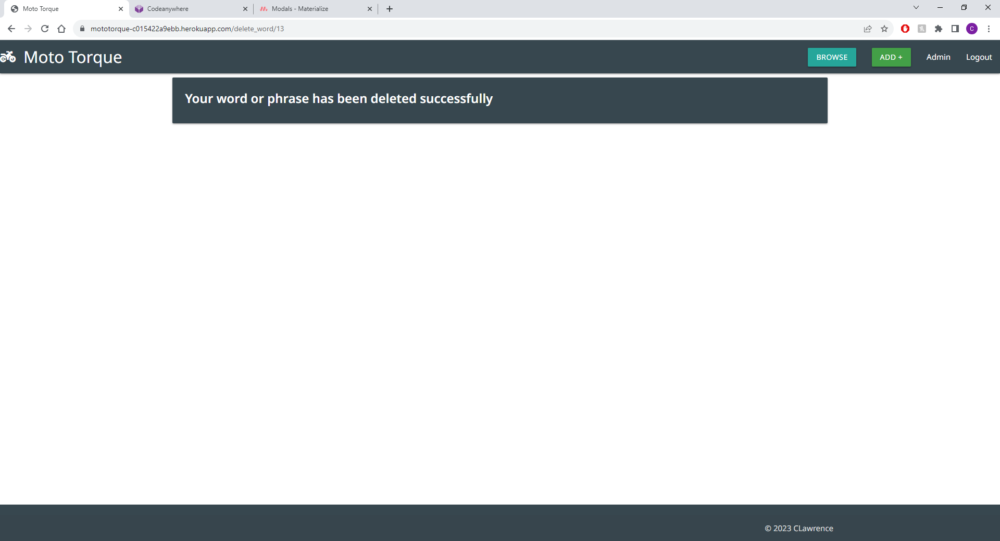 Moto Torque
Codeanywhere
Modals - Materialize
mototorque-c015422a9ebb.herokuapp.com/delete_word/13
C
Moto Torque
BROWSE
ADD +
Admin
Logout
Your word or phrase has been deleted successfully
© 2023 CLawrence